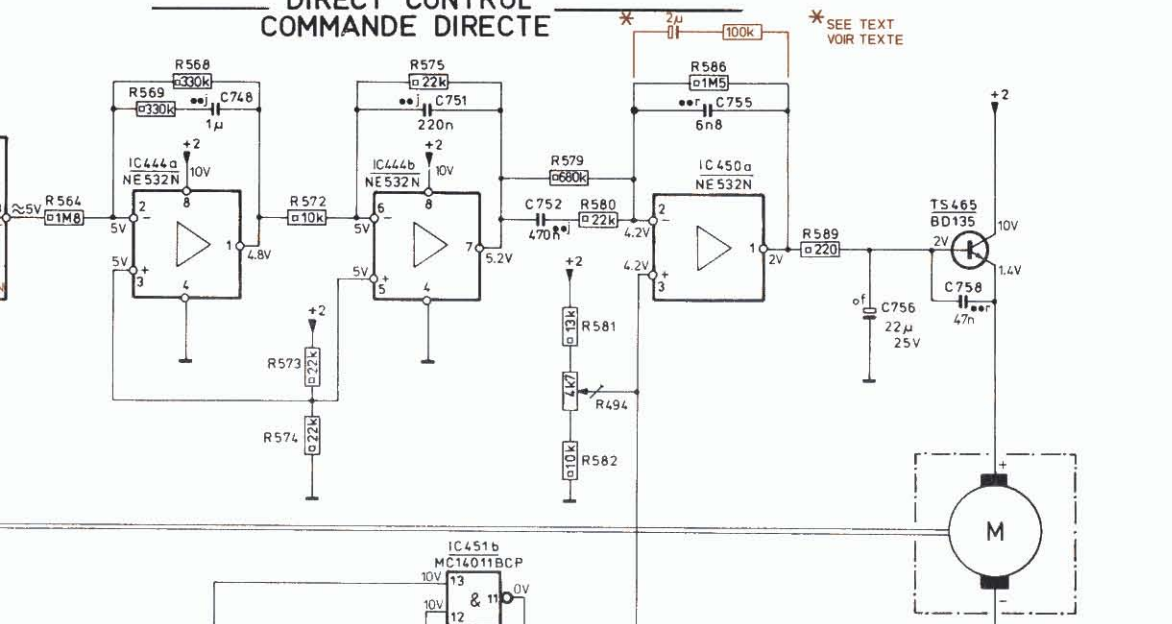 DIRECT CONTROL
COMMANDE DIRECTE
* 2µ 100k
* SEE TEXT
VOIR TEXTE
R568
330k
R569
330k
C748
1µ
R575
22k
C751
220n
R586
1M5
C755
6n8
+2
+2
+2
10V
10V
IC444a
NE532N
IC444b
NE532N
IC450a
NE532N
R579
680k
≈5V
R564
1M8
2
5V
8
1
4.8V
5V
3
4
R572
10k
6
5V
8
7
5.2V
5V
5
4
C752
470n
R580
22k
2
4.2V
4.2V
3
1
2V
R589
220
TS465
BD135
10V
2V
1.4V
C758
47n
C756
22µ
25V
+2
R573
22k
R574
22k
+2
13k
R581
4k7
R494
10k
R582
+
M
-
IC451b
MC14011BCP
10V
13
&
11
0V
10V
12